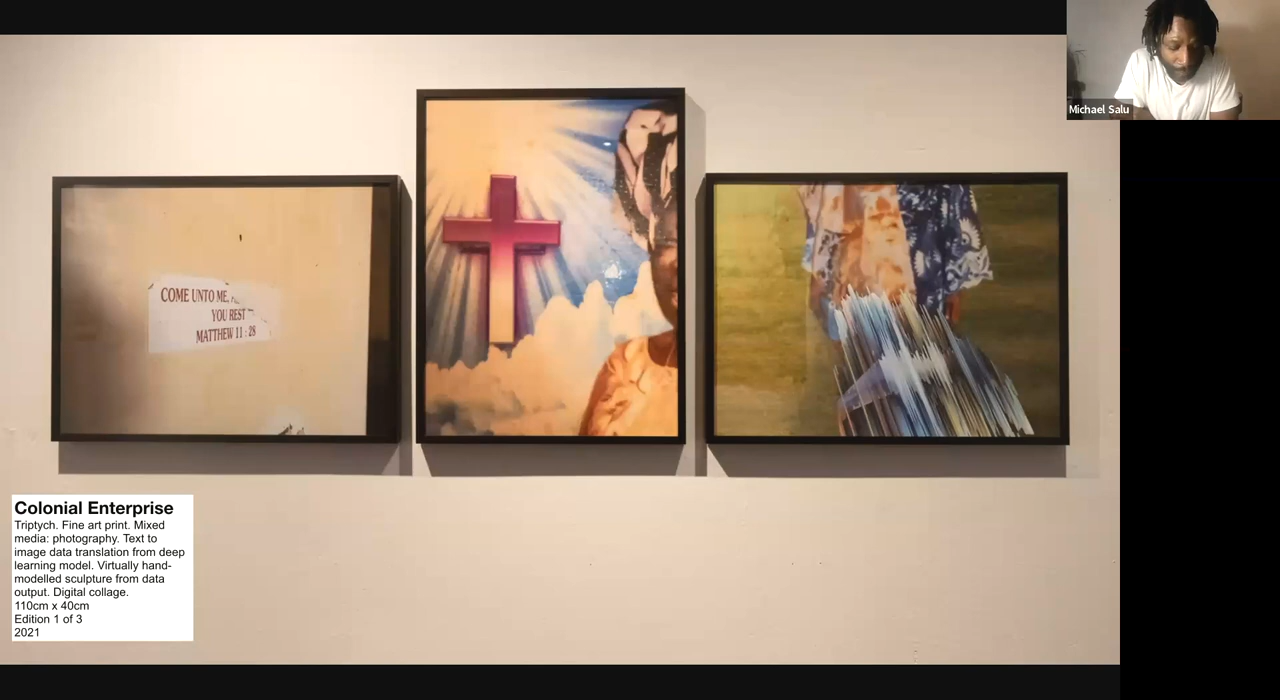 Michael Salu
COME UNTO ME,
YOU REST
MATTHEW 11 : 28
Colonial Enterprise
Triptych. Fine art print. Mixed
media: photography. Text to
image data translation from deep
learning model. Virtually hand-
modelled sculpture from data
output. Digital collage.
110cm x 40cm
Edition 1 of 3
2021